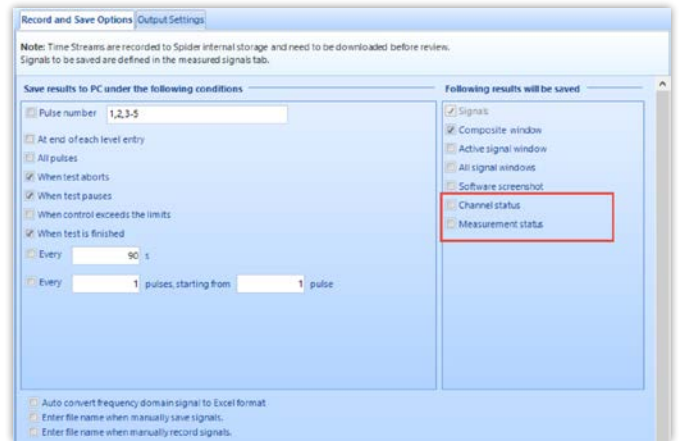 Record and Save Options Output Settings
Note: Time Streams are recorded to Spider internal storage and need to be downloaded before review.
Signals to be saved are defined in the measured signals tab.
Save results to PC under the following conditions
Pulse number 1,2,3-5
At end of each level entry
All pulses
When test aborts
When test pauses
When control exceeds the limits
When test is finished
Every 90 s
Every 1 pulses, starting from 1 pulse
Following results will be saved
Signals
Composite window
Active signal window
All signal windows
Software screenshot
Channel status
Measurement status
Auto convert frequency domain signal to Excel format
Enter file name when manually save signals.
Enter file name when manually record signals.